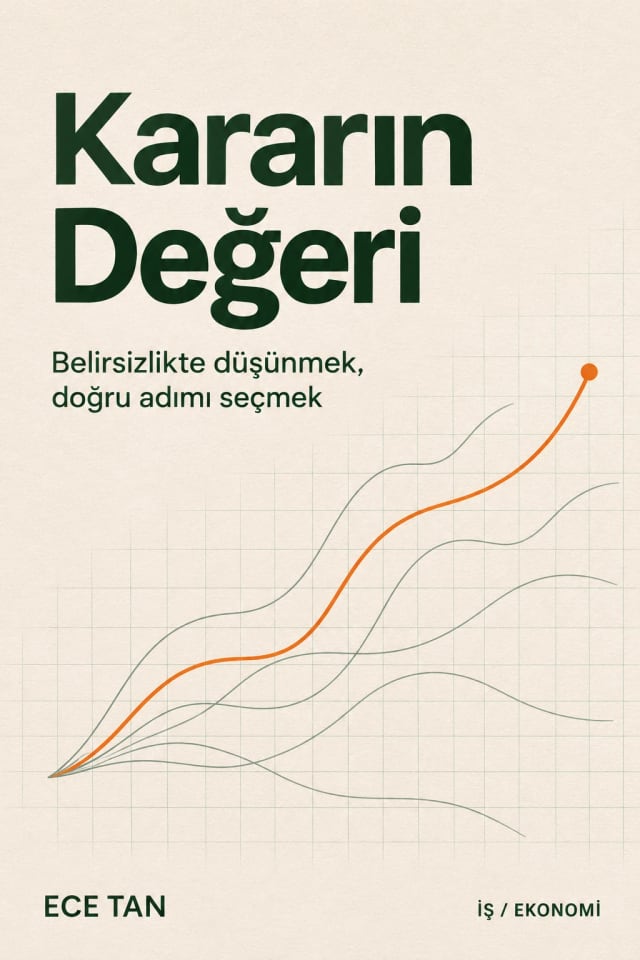 Kararın
Değeri
Belirsizlikte düşünmek,
doğru adımı seçmek
ECE TAN
İŞ / EKONOMİ